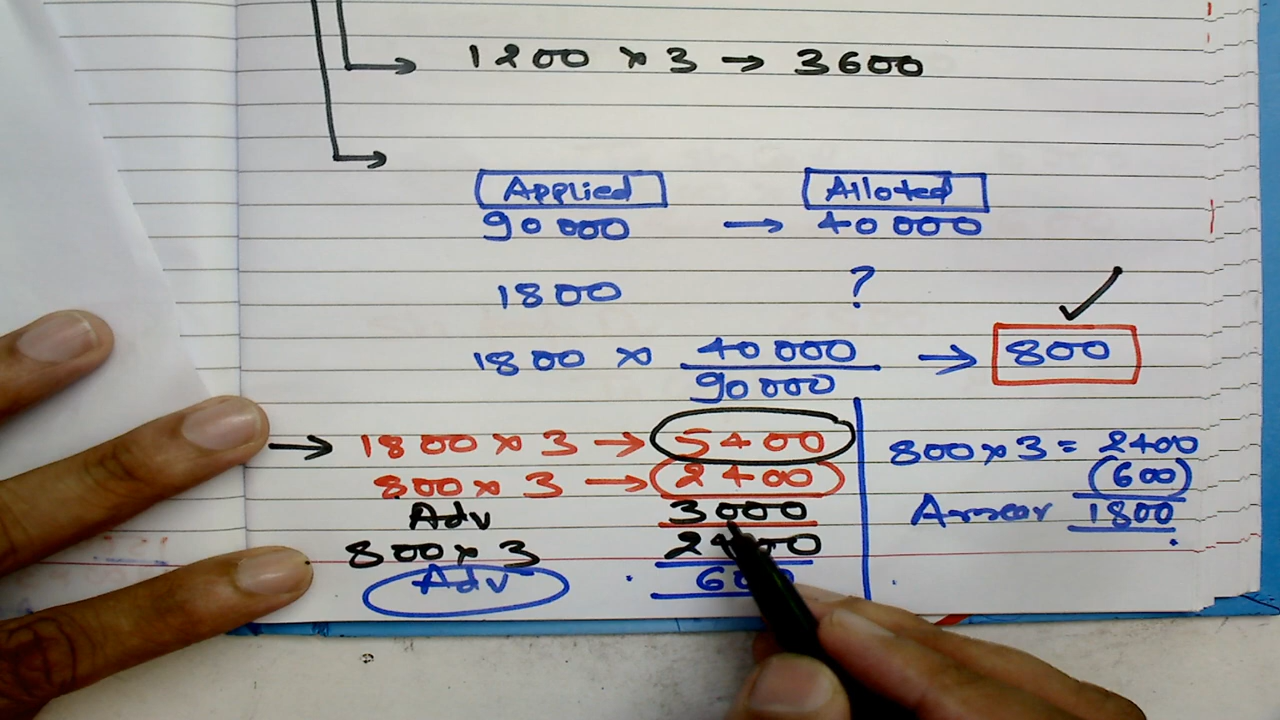 1200 × 3 → 3600
Applied Alloted
90000 → 40000
1800 ?
1800 × 40000 / 90000 → 800 ✓
→ 1800 × 3 → 5400
800 × 3 → 2400
Adv 3000
800 × 3 2400
Adv 600
800 × 3 = 2400
(600)
Arrear 1800